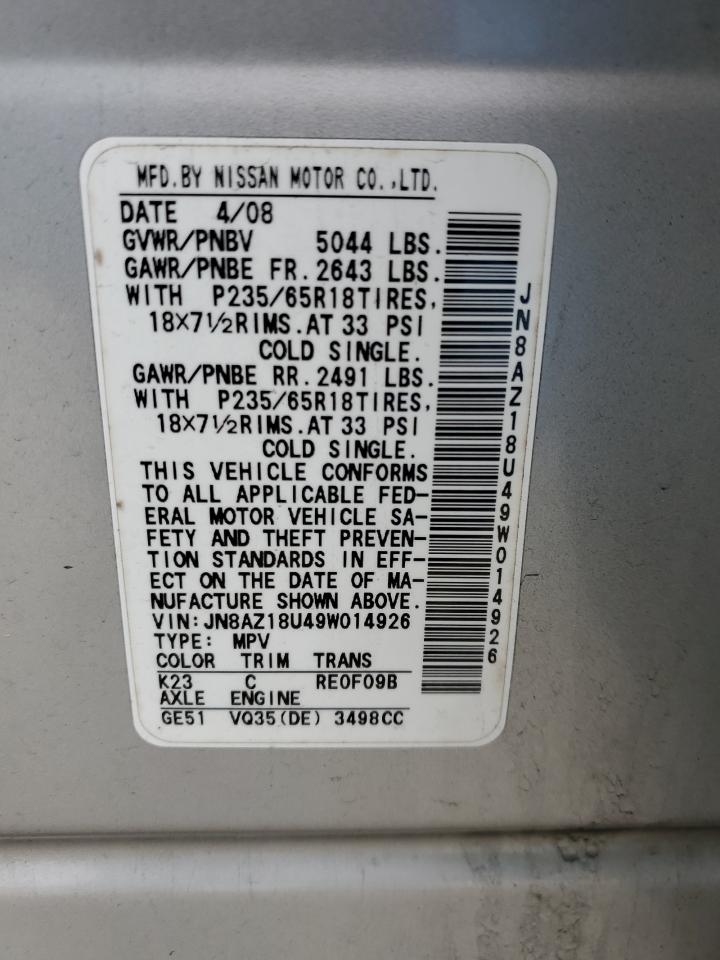 MFD.BY NISSAN MOTOR CO.,LTD.
DATE 4/08
GVWR/PNBV 5044 LBS.
GAWR/PNBE FR.2643 LBS.
WITH P235/65R18TIRES,
18×7½RIMS.AT 33 PSI
COLD SINGLE.
GAWR/PNBE RR.2491 LBS.
WITH P235/65R18TIRES,
18×7½RIMS.AT 33 PSI
COLD SINGLE.
THIS VEHICLE CONFORMS
TO ALL APPLICABLE FED-
ERAL MOTOR VEHICLE SA-
FETY AND THEFT PREVEN-
TION STANDARDS IN EFF-
ECT ON THE DATE OF MA-
NUFACTURE SHOWN ABOVE.
VIN:JN8AZ18U49W014926
TYPE: MPV
COLOR TRIM TRANS
K23 C RE0F09B
AXLE ENGINE
GE51 VQ35(DE) 3498CC
JN8AZ18U49W014926